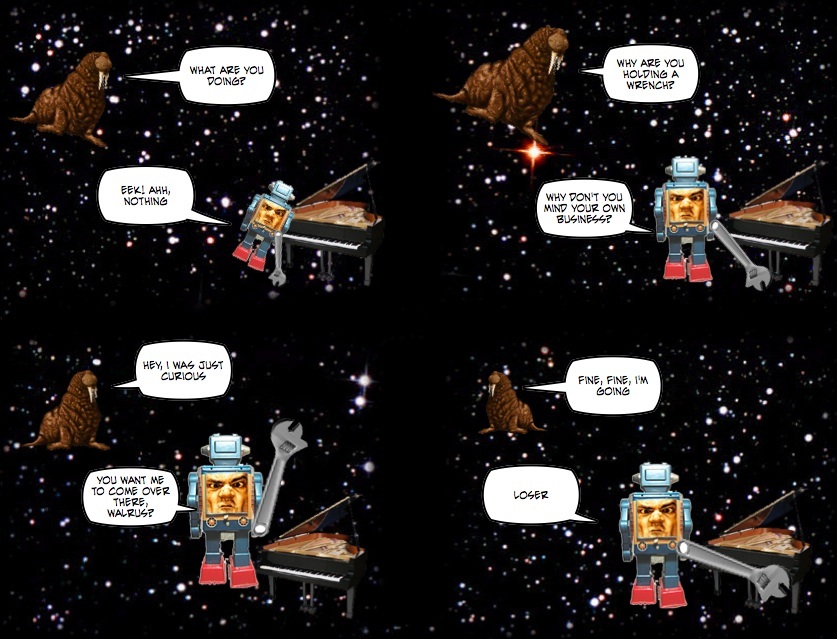 WHAT ARE YOU
DOING?
EEK! AHH,
NOTHING
WHY ARE YOU
HOLDING A
WRENCH?
WHY DON'T YOU
MIND YOUR OWN
BUSINESS?
HEY, I WAS JUST
CURIOUS
YOU WANT ME
TO COME OVER
THERE,
WALRUS?
FINE, FINE, I'M
GOING
LOSER